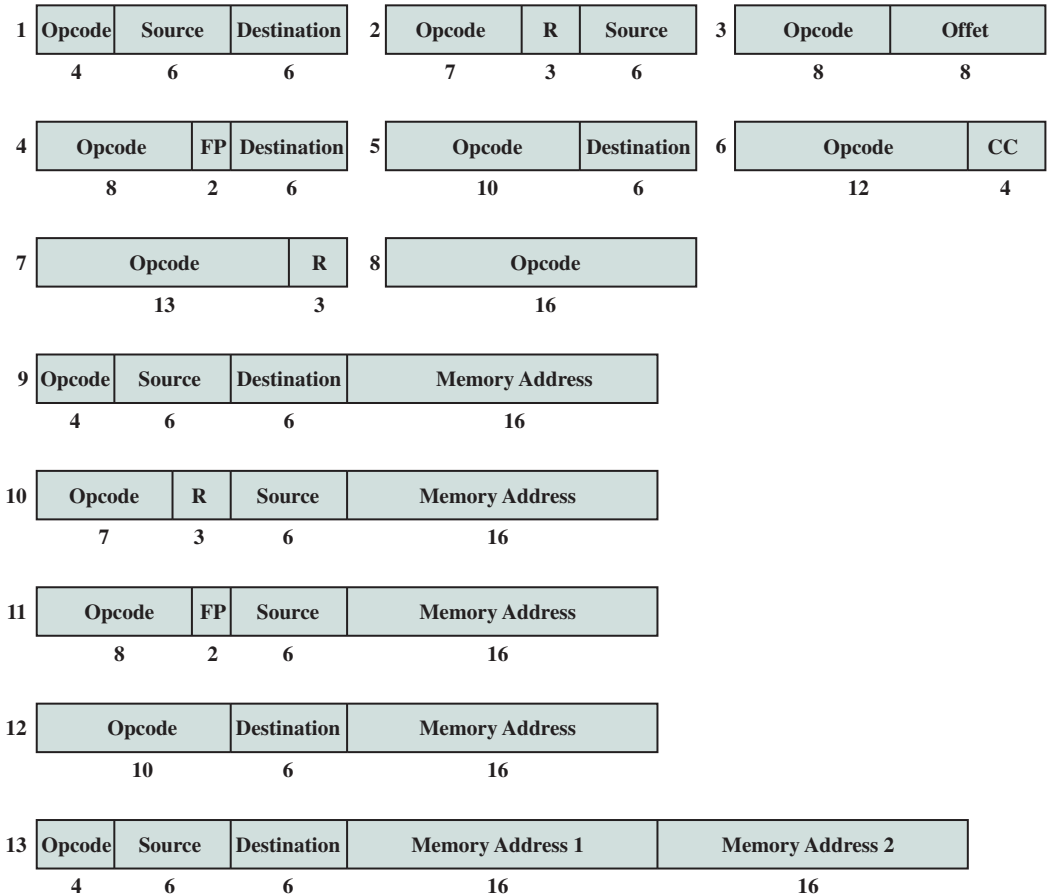 1 Opcode Source Destination 2 Opcode R Source 3 Opcode Offet
4 6 6 7 3 6 8 8
4 Opcode FP Destination 5 Opcode Destination 6 Opcode CC
8 2 6 10 6 12 4
7 Opcode R 8 Opcode
13 3 16
9 Opcode Source Destination Memory Address
4 6 6 16
10 Opcode R Source Memory Address
7 3 6 16
11 Opcode FP Source Memory Address
8 2 6 16
12 Opcode Destination Memory Address
10 6 16
13 Opcode Source Destination Memory Address 1 Memory Address 2
4 6 6 16 16